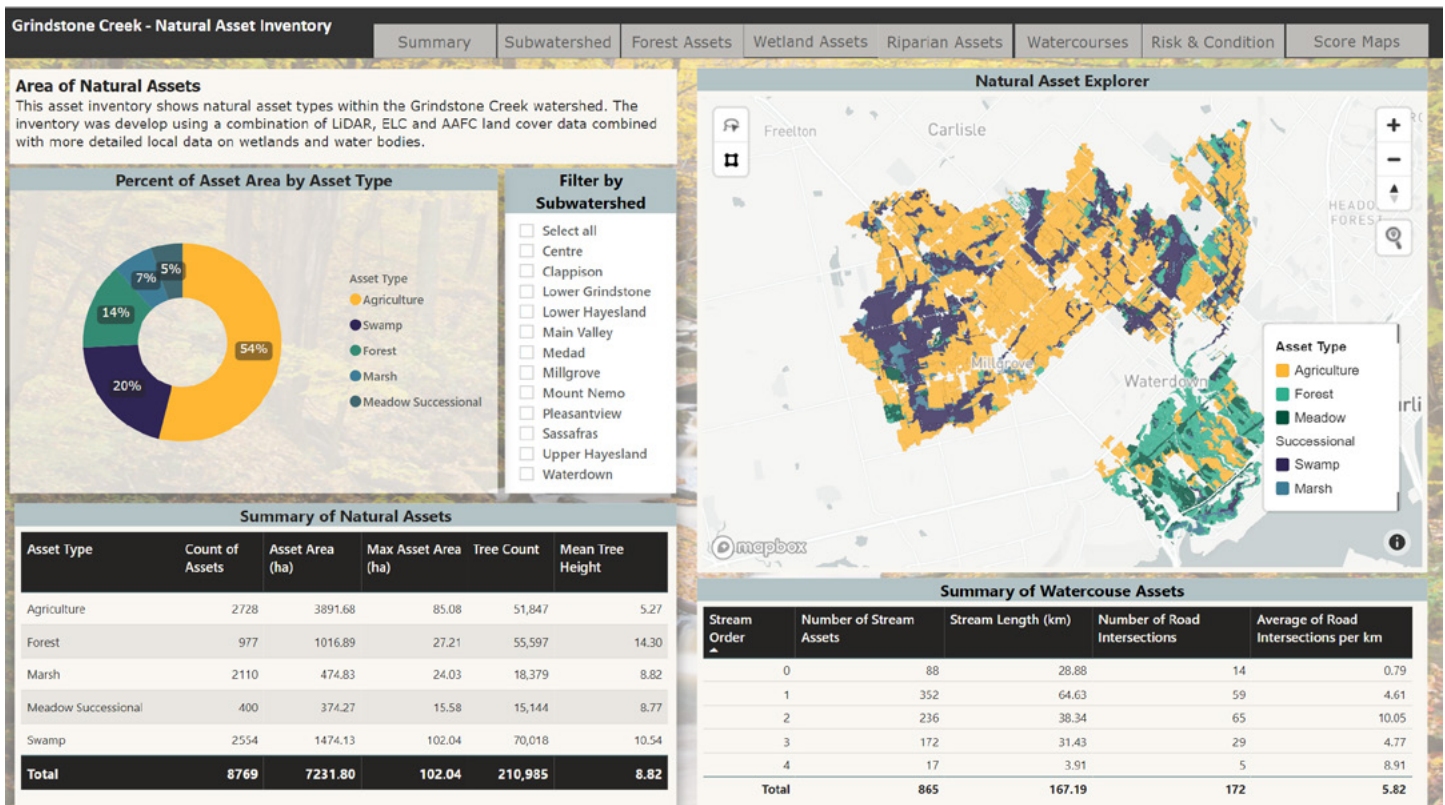 Grindstone Creek - Natural Asset Inventory
Summary
Subwatershed
Forest Assets
Wetland Assets
Riparian Assets
Watercourses
Risk & Condition
Score Maps
Area of Natural Assets
This asset inventory shows natural asset types within the Grindstone Creek watershed. The
inventory was develop using a combination of LiDAR, ELC and AAFC land cover data combined
with more detailed local data on wetlands and water bodies.
Percent of Asset Area by Asset Type
5%
7%
14%
20%
54%
Asset Type
Agriculture
Swamp
Forest
Marsh
Meadow Successional
Filter by
Subwatershed
Select all
Centre
Clappison
Lower Grindstone
Lower Hayesland
Main Valley
Medad
Millgrove
Mount Nemo
Pleasantview
Sassafras
Upper Hayesland
Waterdown
Natural Asset Explorer
Freelton
Carlisle
Millgrove
Waterdown
Asset Type
Agriculture
Forest
Meadow
Successional
Swamp
Marsh
mapbox
Summary of Natural Assets
Asset Type Count of Assets Asset Area (ha) Max Asset Area (ha) Tree Count Mean Tree Height
Agriculture 2728 3891.68 85.08 51,847 5.27
Forest 977 1016.89 27.21 55,597 14.30
Marsh 2110 474.83 24.03 18,379 8.82
Meadow Successional 400 374.27 15.58 15,144 8.77
Swamp 2554 1474.13 102.04 70,018 10.54
Total 8769 7231.80 102.04 210,985 8.82
Summary of Watercouse Assets
Stream Order Number of Stream Assets Stream Length (km) Number of Road Intersections Average of Road Intersections per km
0 88 28.88 14 0.79
1 352 64.63 59 4.61
2 236 38.34 65 10.05
3 172 31.43 29 4.77
4 17 3.91 5 8.91
Total 865 167.19 172 5.82